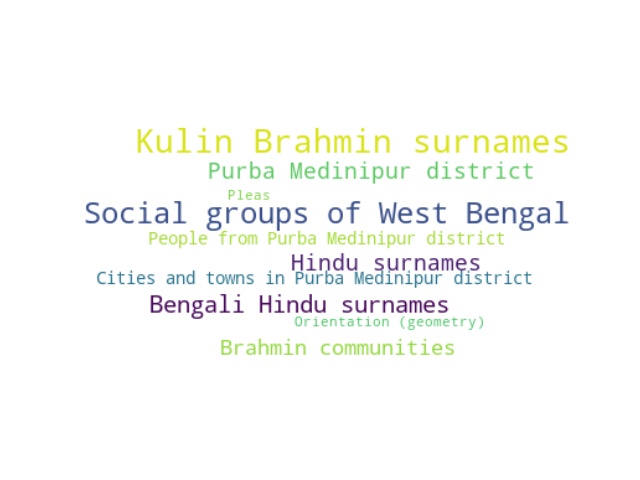 Kulin Brahmin surnames
Purba Medinipur district
Pleas
Social groups of West Bengal
People from Purba Medinipur district
Hindu surnames
Cities and towns in Purba Medinipur district
Bengali Hindu surnames
Orientation (geometry)
Brahmin communities